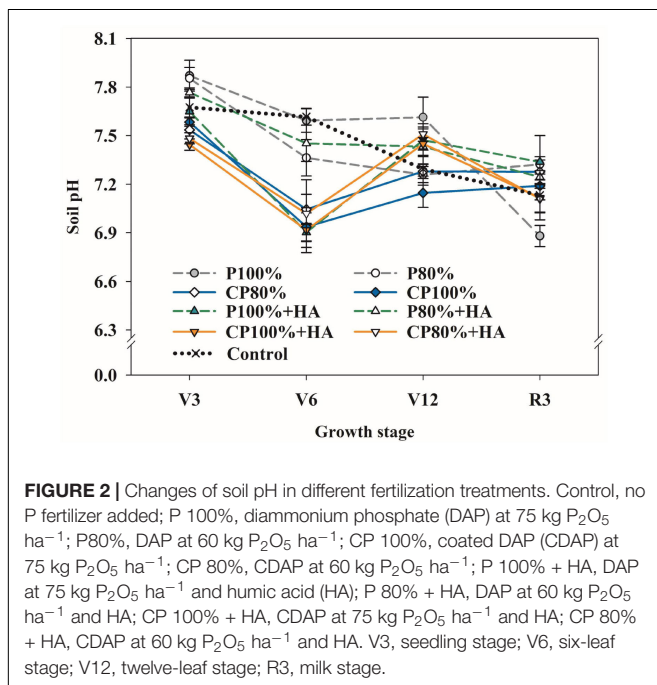 8.1
7.8
7.5
7.2
6.9
6.6
6.3
0.0
Soil pH
P100% P80%
CP80% CP100%
P100%+HA P80%+HA
CP100%+HA CP80%+HA
Control
V3 V6 V12 R3
Growth stage
FIGURE 2 | Changes of soil pH in different fertilization treatments. Control, no
P fertilizer added; P 100%, diammonium phosphate (DAP) at 75 kg P₂O₅
ha⁻¹; P80%, DAP at 60 kg P₂O₅ ha⁻¹; CP 100%, coated DAP (CDAP) at
75 kg P₂O₅ ha⁻¹; CP 80%, CDAP at 60 kg P₂O₅ ha⁻¹; P 100% + HA, DAP
at 75 kg P₂O₅ ha⁻¹ and humic acid (HA); P 80% + HA, DAP at 60 kg P₂O₅
ha⁻¹ and HA; CP 100% + HA, CDAP at 75 kg P₂O₅ ha⁻¹ and HA; CP 80%
+ HA, CDAP at 60 kg P₂O₅ ha⁻¹ and HA. V3, seedling stage; V6, six-leaf
stage; V12, twelve-leaf stage; R3, milk stage.